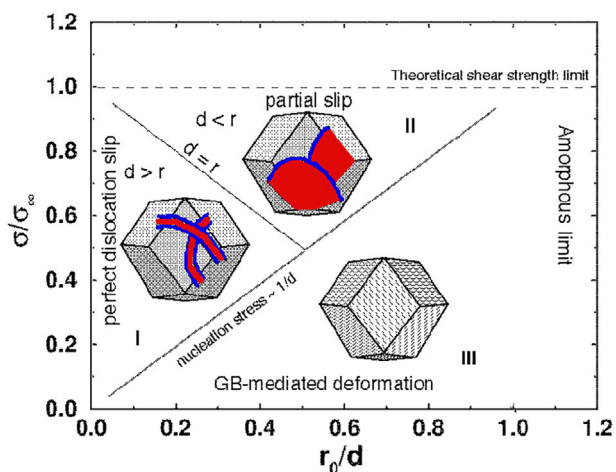 1.2
1.0
0.8
0.6
0.4
0.2
0.0
σ/σ∞
Theoretical shear strength limit
partial slip
d < r
II
d = r
d > r
perfect dislocation slip
Amorphous limit
I
nucleation stress ~ 1/d
III
GB-mediated deformation
0.0 0.2 0.4 0.6 0.8 1.0 1.2
r₀/d